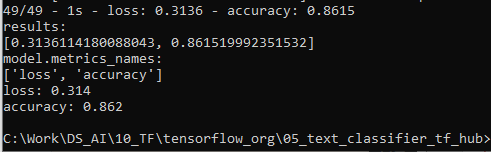 49/49 - 1s - loss: 0.3136 - accuracy: 0.8615
results:
[0.3136114180088043, 0.861519992351532]
model.metrics_names:
['loss', 'accuracy']
loss: 0.314
accuracy: 0.862
C:\Work\DS_AI\10_TF\tensorflow_org\05_text_classifier_tf_hub>